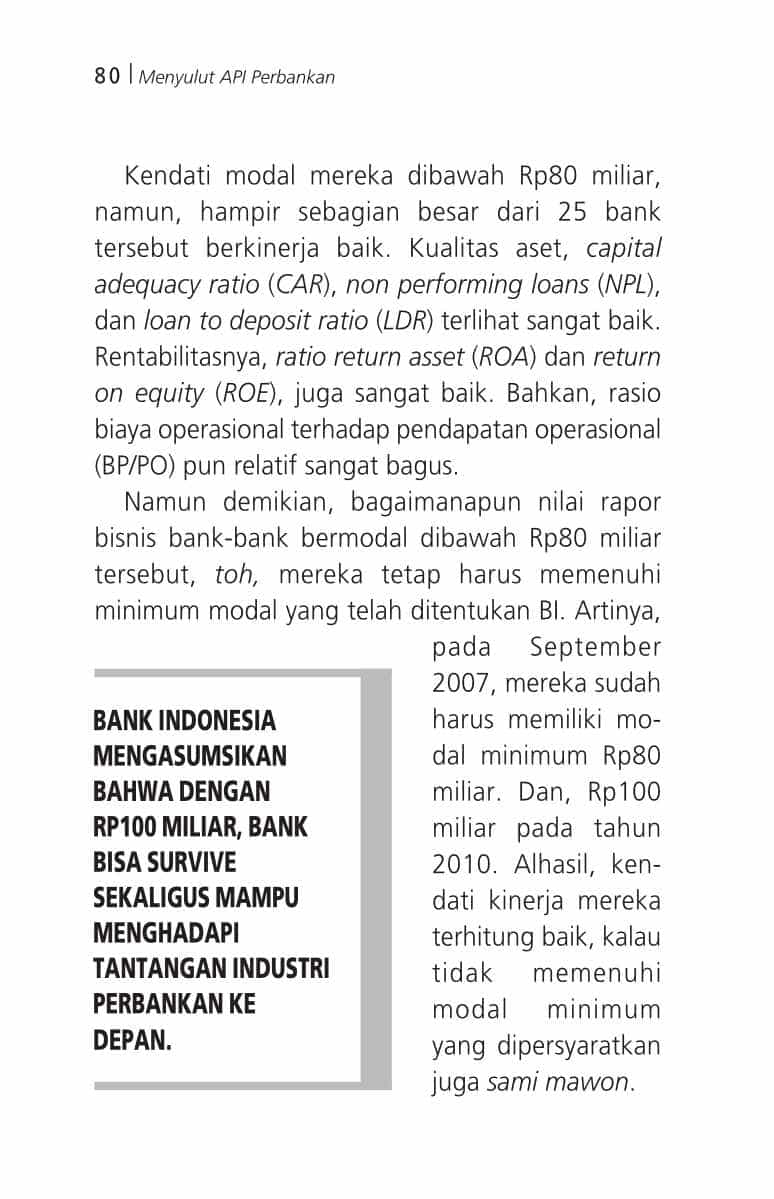 80 | Menyulut API Perbankan
Kendati modal mereka dibawah Rp80 miliar,
namun, hampir sebagian besar dari 25 bank
tersebut berkinerja baik. Kualitas aset, capital
adequacy ratio (CAR), non performing loans (NPL),
dan loan to deposit ratio (LDR) terlihat sangat baik.
Rentabilitasnya, ratio return asset (ROA) dan return
on equity (ROE), juga sangat baik. Bahkan, rasio
biaya operasional terhadap pendapatan operasional
(BP/PO) pun relatif sangat bagus.
Namun demikian, bagaimanapun nilai rapor
bisnis bank-bank bermodal dibawah Rp80 miliar
tersebut, toh, mereka tetap harus memenuhi
minimum modal yang telah ditentukan BI. Artinya,
pada September
2007, mereka sudah
harus memiliki mo-
dal minimum Rp80
miliar. Dan, Rp100
miliar pada tahun
2010. Alhasil, ken-
dati kinerja mereka
terhitung baik, kalau
tidak memenuhi
modal minimum
yang dipersyaratkan
juga sami mawon.
BANK INDONESIA
MENGASUMSIKAN
BAHWA DENGAN
RP100 MILIAR, BANK
BISA SURVIVE
SEKALIGUS MAMPU
MENGHADAPI
TANTANGAN INDUSTRI
PERBANKAN KE
DEPAN.